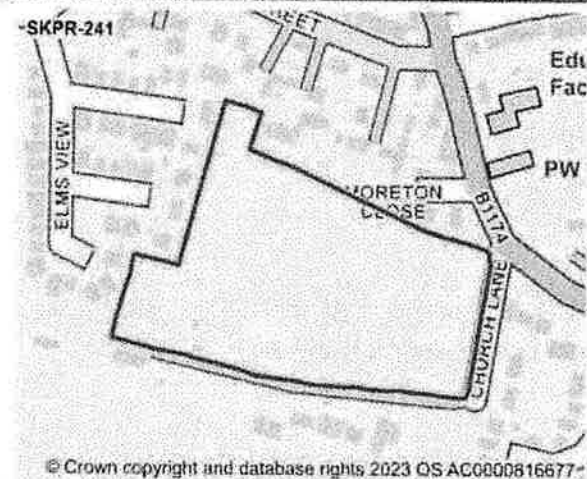 SKPR-241
REET
Edu
Fac
PW
MORETON
CLOSE
ELMS VIEW
B1174
CHURCH LANE
© Crown copyright and database rights 2023 OS AC0000816677